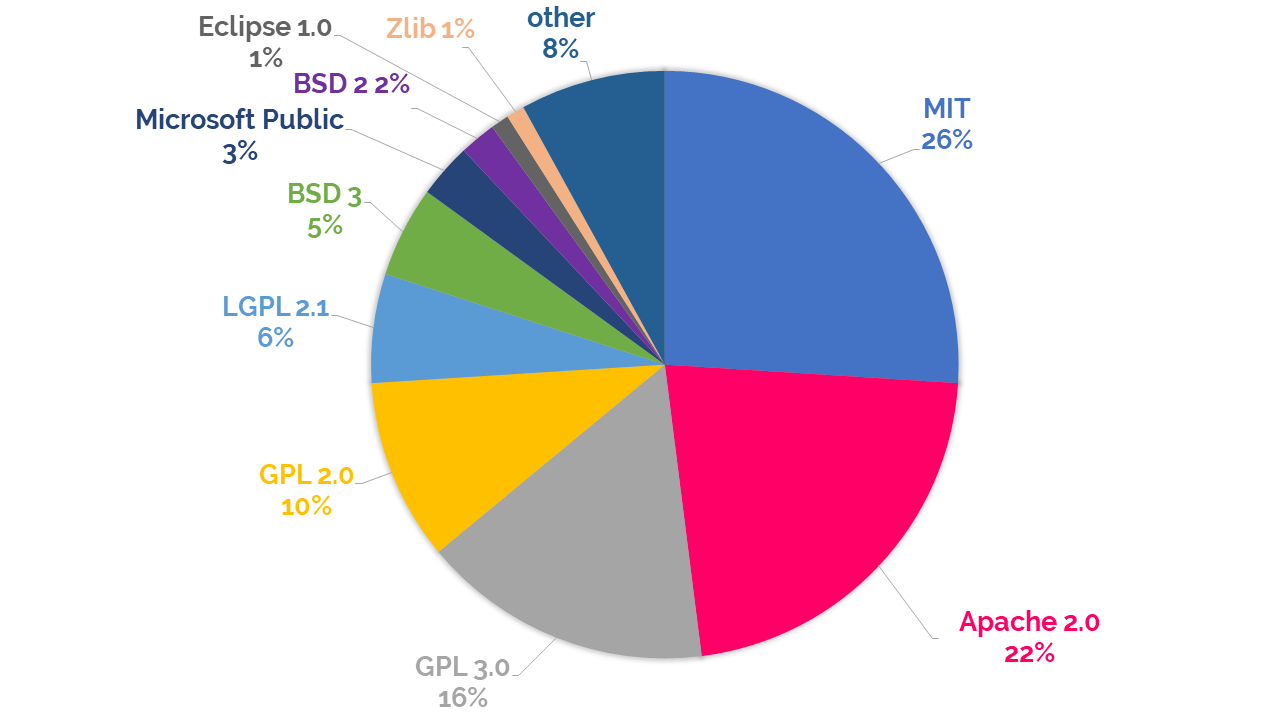 other
8%
Eclipse 1.0
1%
Zlib 1%
BSD 2 2%
Microsoft Public
3%
MIT
26%
BSD 3
5%
LGPL 2.1
6%
GPL 2.0
10%
Apache 2.0
22%
GPL 3.0
16%